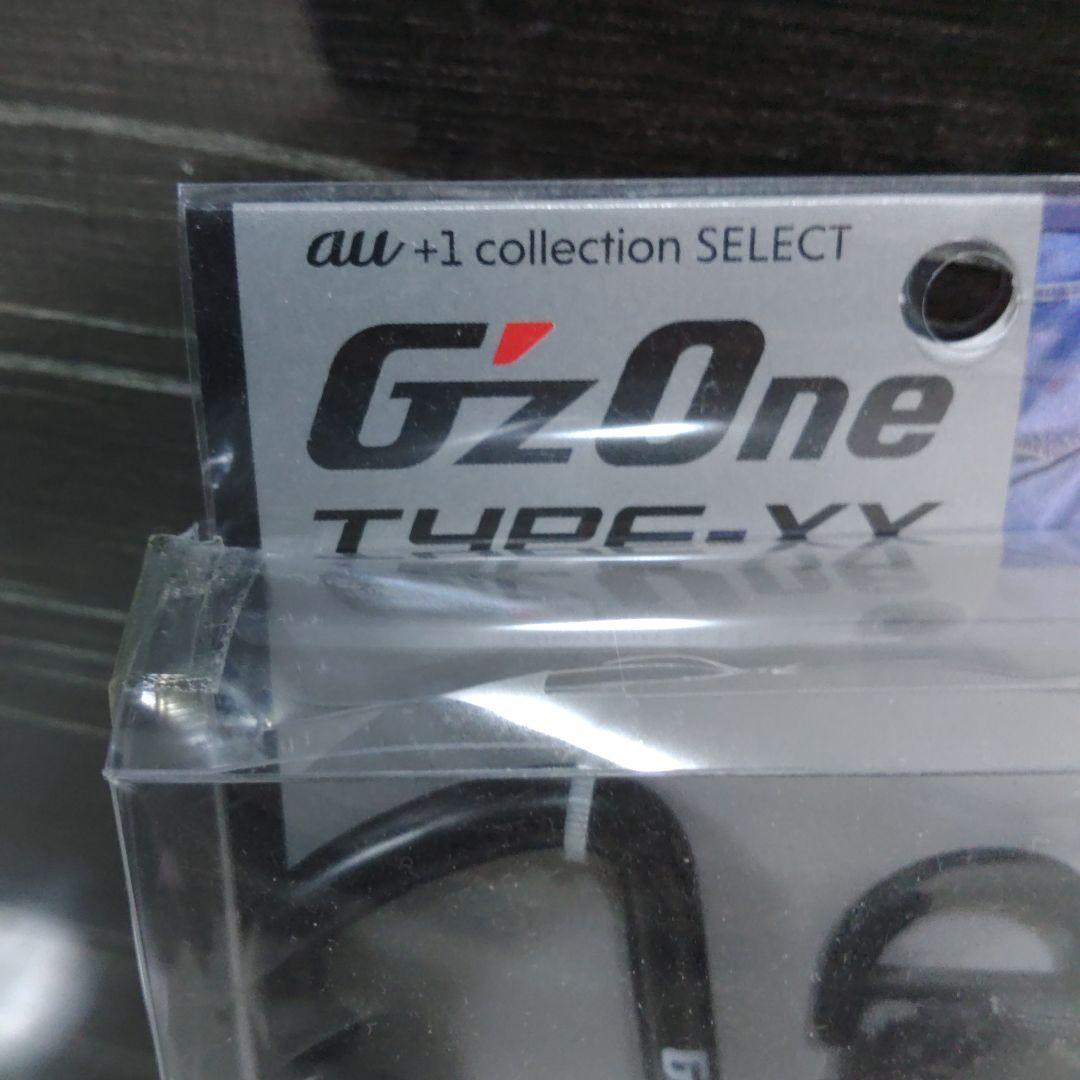 au +1 collection SELECT
G'zOne
TYPE-XX